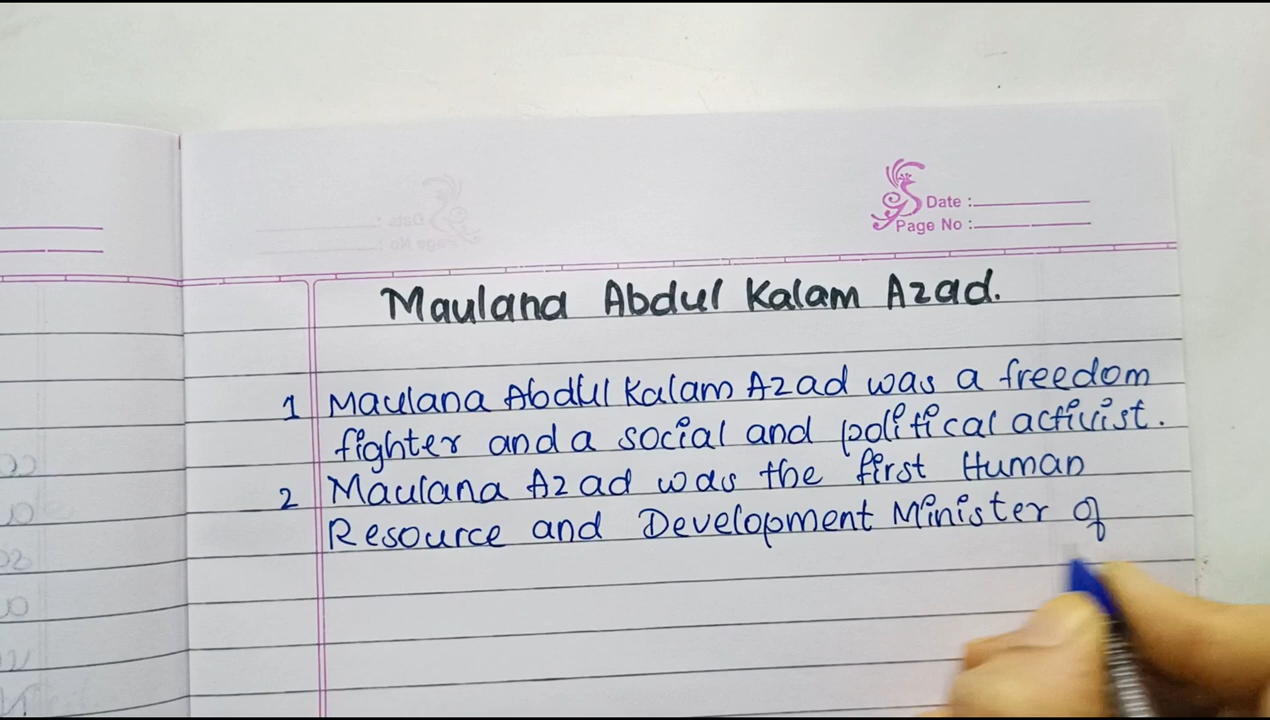 Date :
Page No :
Maulana Abdul Kalam Azad.
1 Maulana Abdul Kalam Azad was a freedom
fighter and a social and political activist.
2 Maulana Azad was the first Human
Resource and Development Minister of